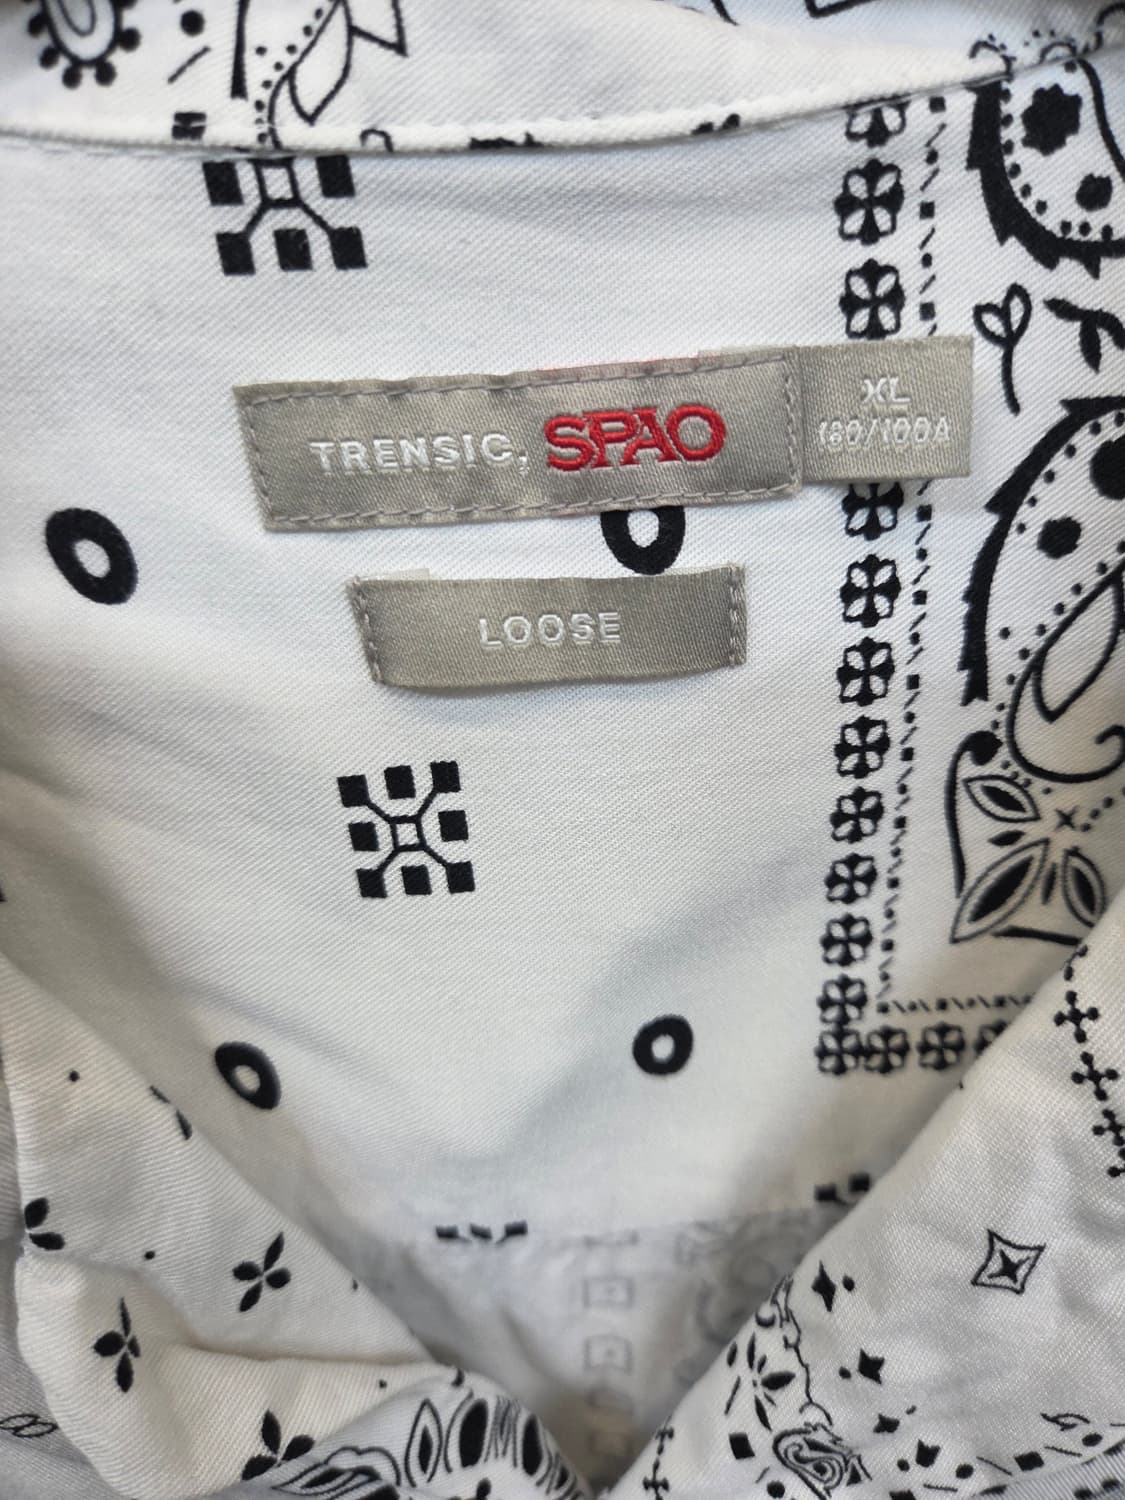 TRENSIC, SPAO
XL
180/100A
LOOSE